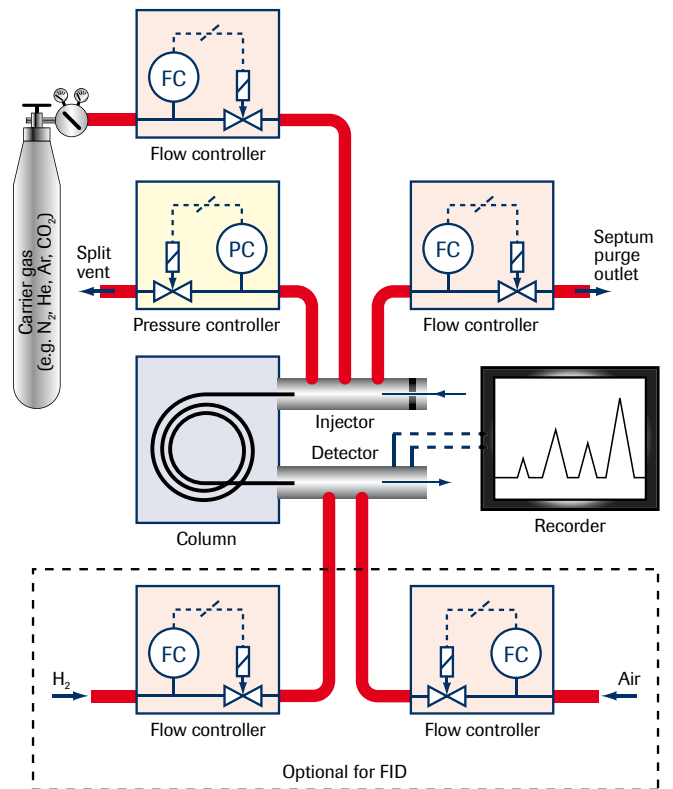 FC
Flow controller
Carrier gas
(e.g. N₂, He, Ar, CO₂)
Split
vent
PC
Pressure controller
FC
Flow controller
Septum
purge
outlet
Injector
Detector
Column
Recorder
H₂
FC
Flow controller
FC
Flow controller
Air
Optional for FID